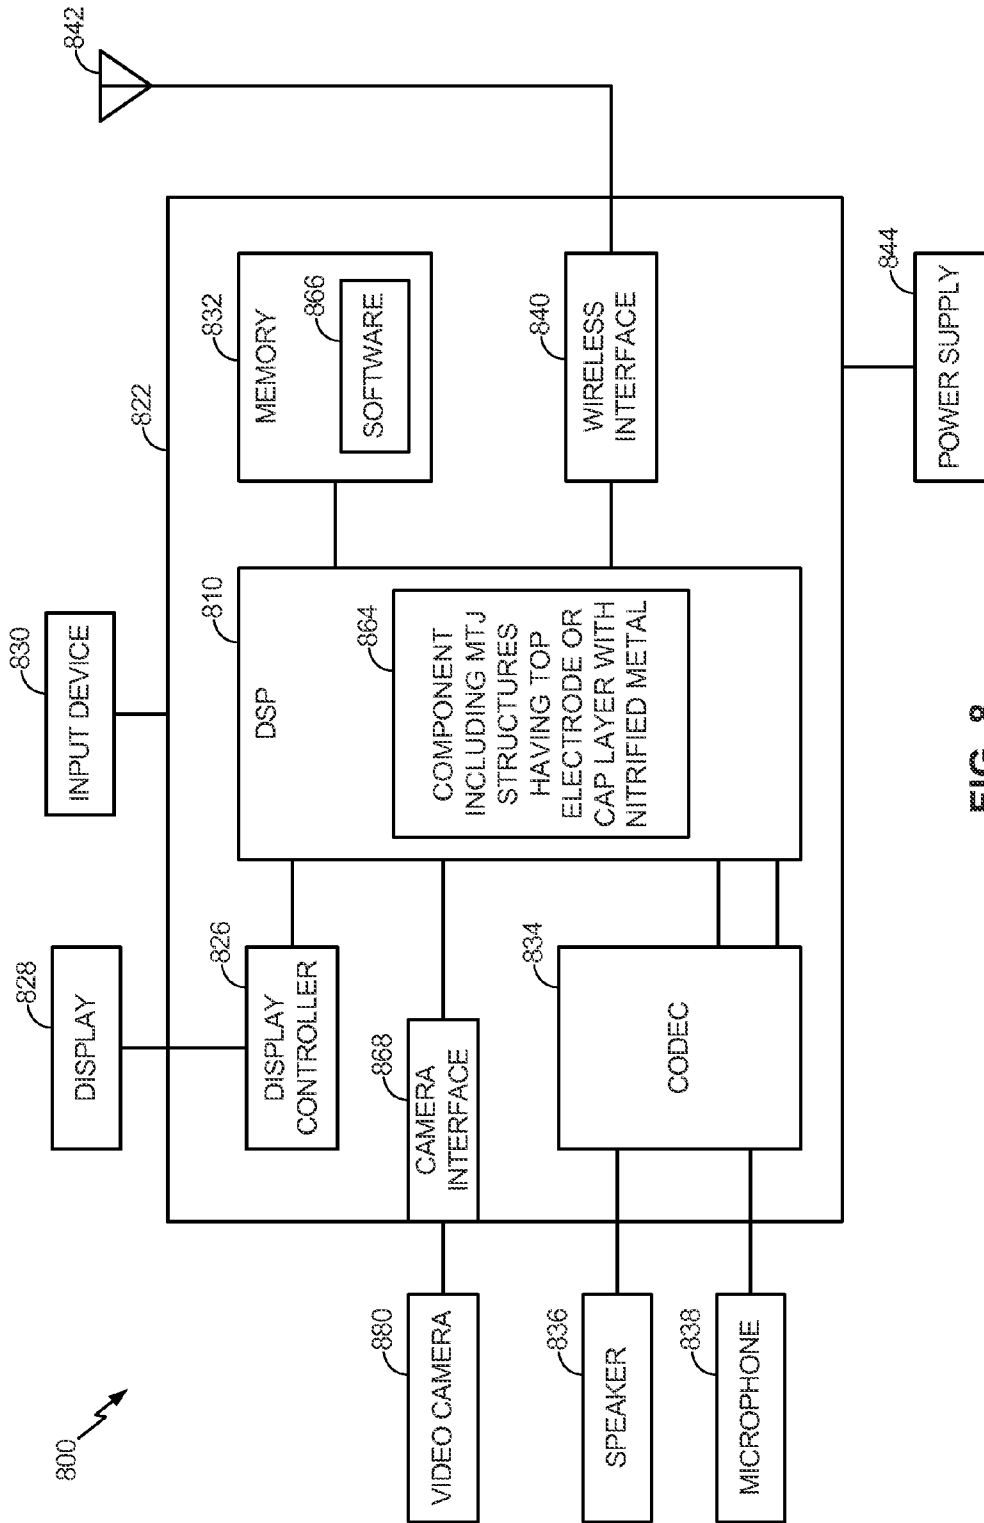 800
828
DISPLAY
830
INPUT DEVICE
842
822
826
DISPLAY
CONTROLLER
810
DSP
832
MEMORY
866
SOFTWARE
880
VIDEO CAMERA
868
CAMERA
INTERFACE
864
COMPONENT
INCLUDING MTJ
STRUCTURES
HAVING TOP
ELECTRODE OR
CAP LAYER WITH
NITRIFIED METAL
836
SPEAKER
834
CODEC
840
WIRELESS
INTERFACE
838
MICROPHONE
844
POWER SUPPLY
FIG. 8